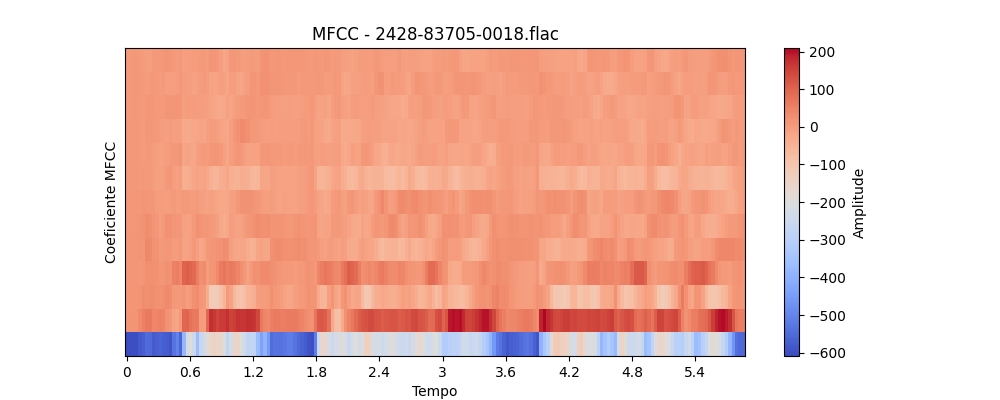 MFCC - 2428-83705-0018.flac
Coeficiente MFCC
0 0.6 1.2 1.8 2.4 3 3.6 4.2 4.8 5.4
Tempo
200
100
0
−100
−200
−300
−400
−500
−600
Amplitude